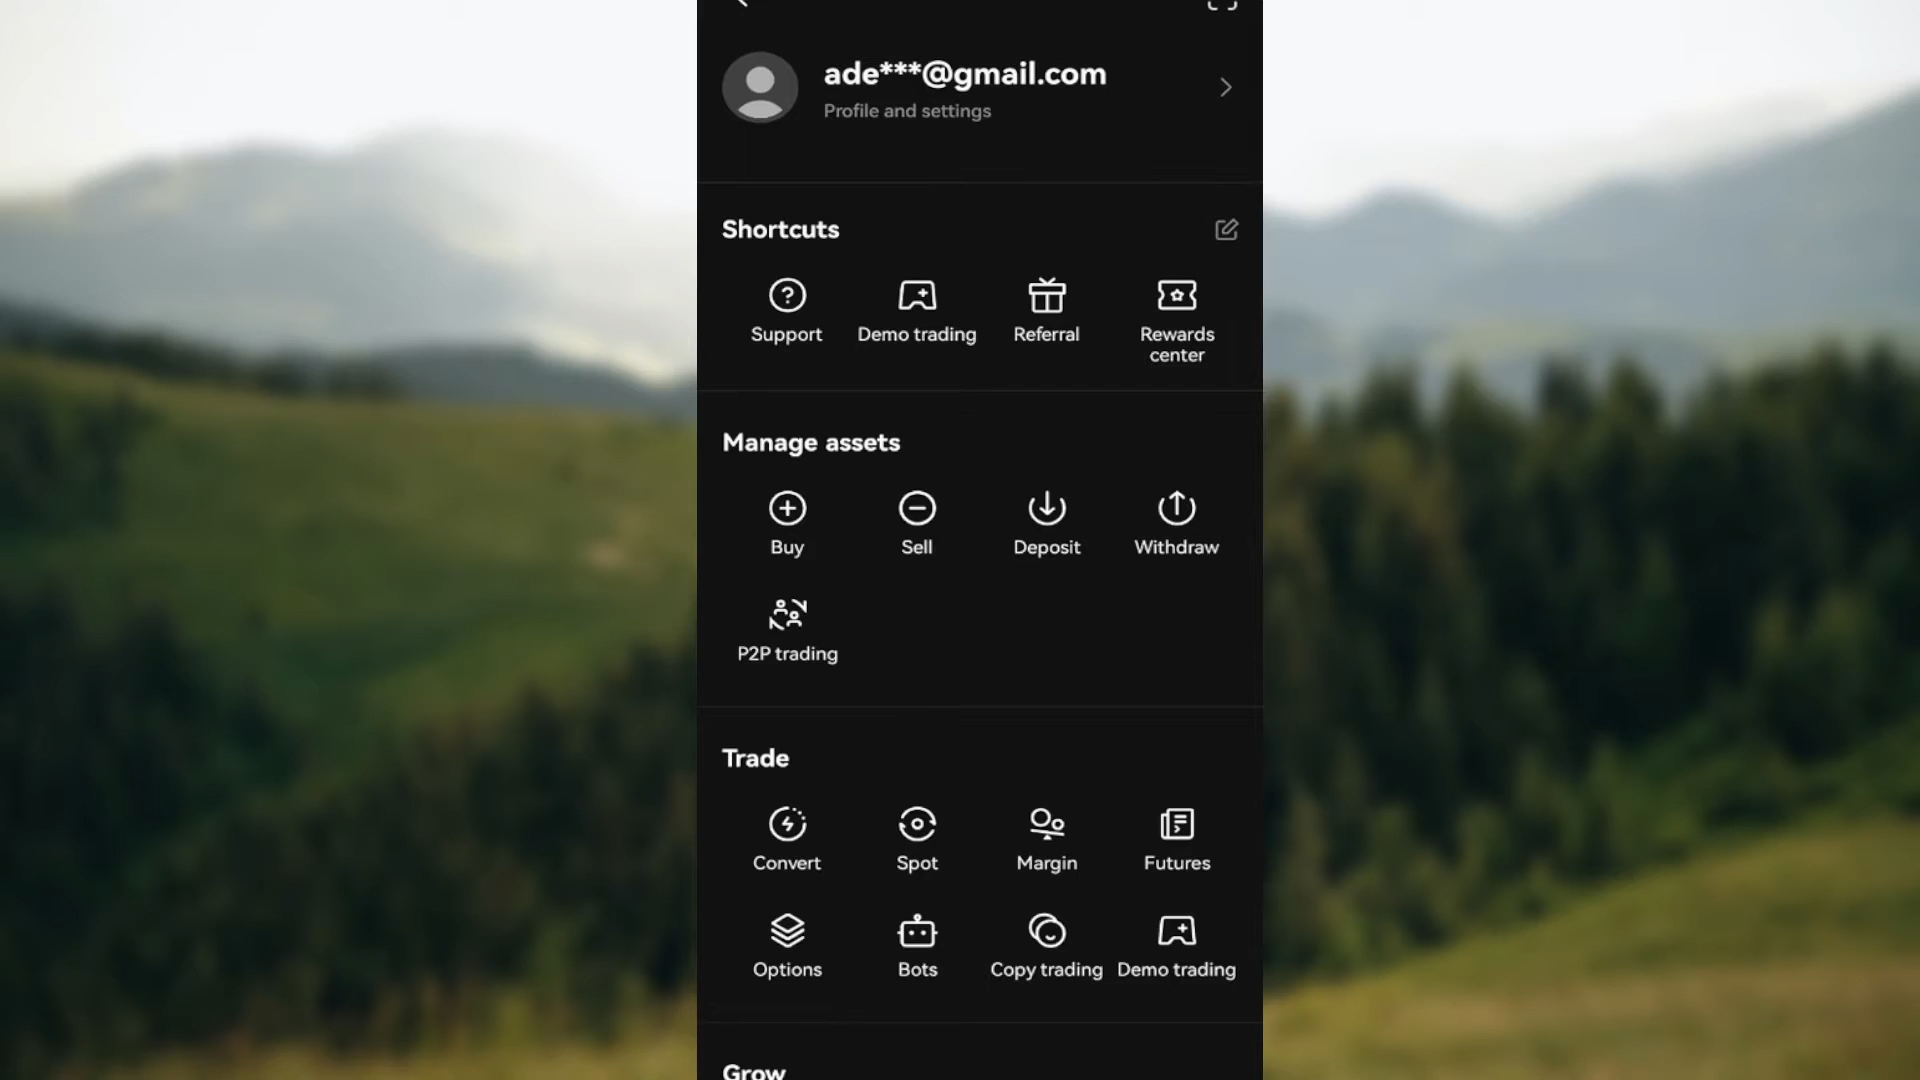 ade***@gmail.com
Profile and settings
Shortcuts
Support
Demo trading
Referral
Rewards
center
Manage assets
Buy
Sell
Deposit
Withdraw
P2P trading
Trade
Convert
Spot
Margin
Futures
Options
Bots
Copy trading
Demo trading
Grow